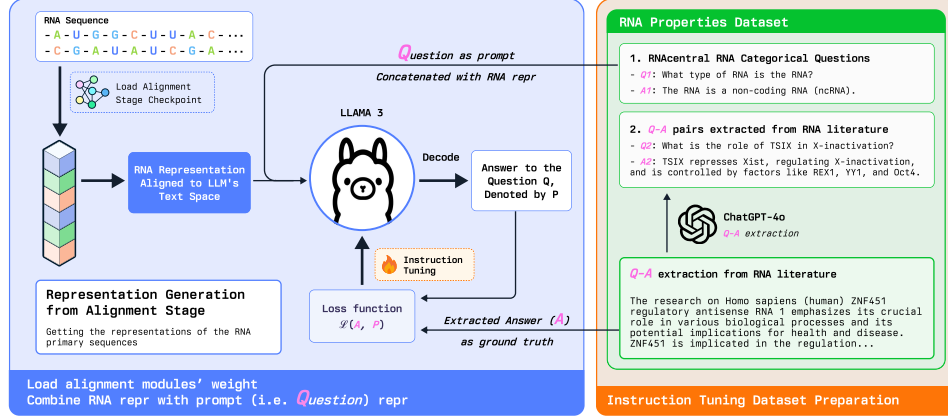 RNA Sequence
- A - U - G - G - C - U - U - A - C - ...
- C - G - A - U - A - U - C - G - A - ...
Load Alignment
Stage Checkpoint
RNA Representation
Aligned to LLM's
Text Space
Representation Generation
from Alignment Stage
Getting the representations of the RNA
primary sequences
Question as prompt
Concatenated with RNA repr
LLAMA 3
Decode
Answer to the
Question Q,
Denoted by P
Instruction
Tuning
Loss function
ℒ(A, P)
Extracted Answer (A)
as ground truth
Load alignment modules’ weight
Combine RNA repr with prompt (i.e. Question) repr
RNA Properties Dataset
1. RNAcentral RNA Categorical Questions
- Q1: What type of RNA is the RNA?
- A1: The RNA is a non-coding RNA (ncRNA).
2. Q-A pairs extracted from RNA literature
- Q2: What is the role of TSIX in X-inactivation?
- A2: TSIX represses Xist, regulating X-inactivation,
and is controlled by factors like REX1, YY1, and Oct4.
ChatGPT-4o
Q-A extraction
Q-A extraction from RNA literature
The research on Homo sapiens (human) ZNF451
regulatory antisense RNA 1 emphasizes its crucial
role in various biological processes and its
potential implications for health and disease.
ZNF451 is implicated in the regulation...
Instruction Tuning Dataset Preparation